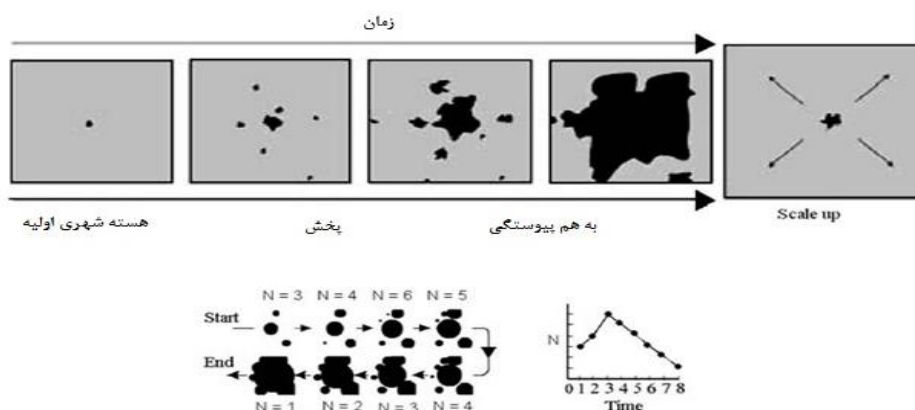 زمان
هسته شهری اولیه
پخش
به هم پیوستگی
Scale up
N = 3 N = 4 N = 6 N = 5
Start
End
N = 1 N = 2 N = 3 N = 4
N
0 1 2 3 4 5 6 7 8
Time